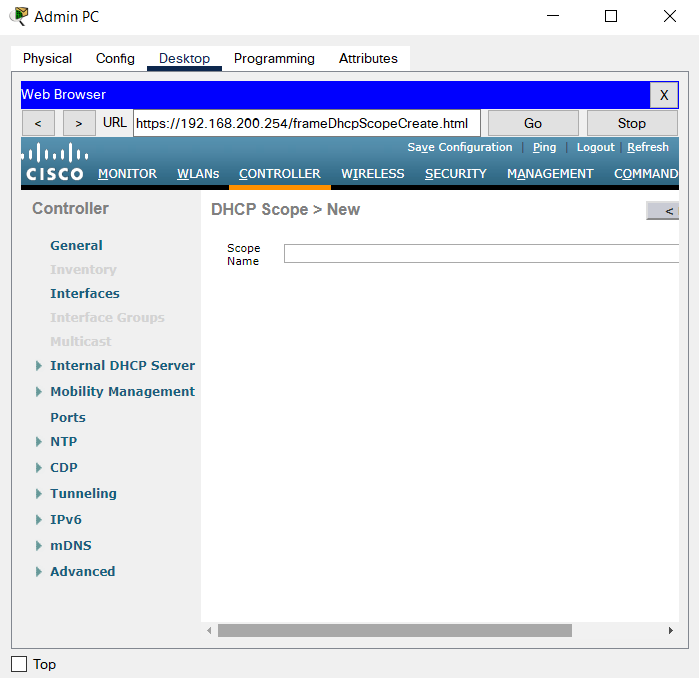 Admin PC
Physical Config Desktop Programming Attributes
Web Browser X
< > URL https://192.168.200.254/frameDhcpScopeCreate.html Go Stop
Save Configuration | Ping | Logout | Refresh
CISCO MONITOR WLANs CONTROLLER WIRELESS SECURITY MANAGEMENT COMMAND
Controller
General
Inventory
Interfaces
Interface Groups
Multicast
Internal DHCP Server
Mobility Management
Ports
NTP
CDP
Tunneling
IPv6
mDNS
Advanced
DHCP Scope > New <
Scope
Name
Top